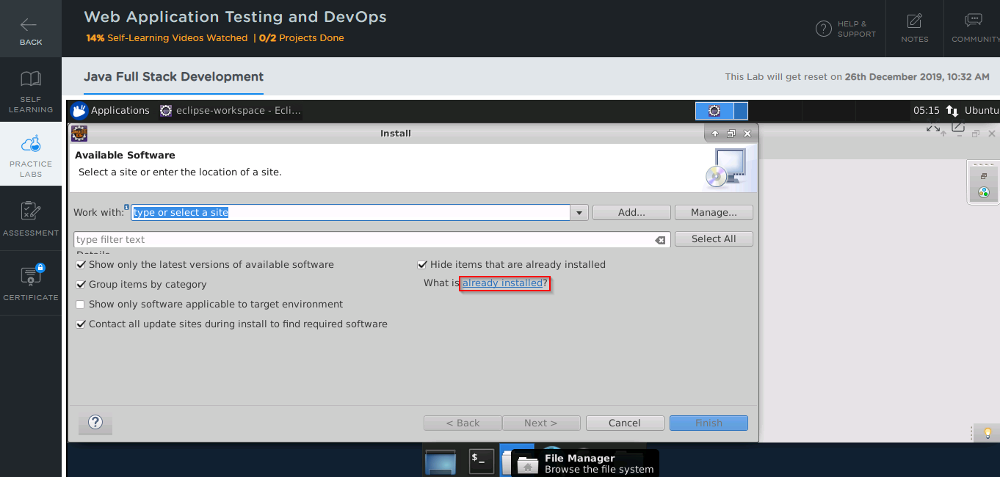 BACK
Web Application Testing and DevOps
14% Self-Learning Videos Watched | 0/2 Projects Done
HELP &
SUPPORT
NOTES
COMMUNITY
SELF
LEARNING
PRACTICE
LABS
ASSESSMENT
CERTIFICATE
Java Full Stack Development
This Lab will get reset on 26th December 2019, 10:32 AM
Applications
eclipse-workspace - Ecli...
05:15
Ubuntu
Install
Available Software
Select a site or enter the location of a site.
Work with:
type or select a site
Add...
Manage...
type filter text
Select All
Details
Show only the latest versions of available software
Hide items that are already installed
Group items by category
What is already installed?
Show only software applicable to target environment
Contact all update sites during install to find required software
?
< Back
Next >
Cancel
Finish
$_
File Manager
Browse the file system